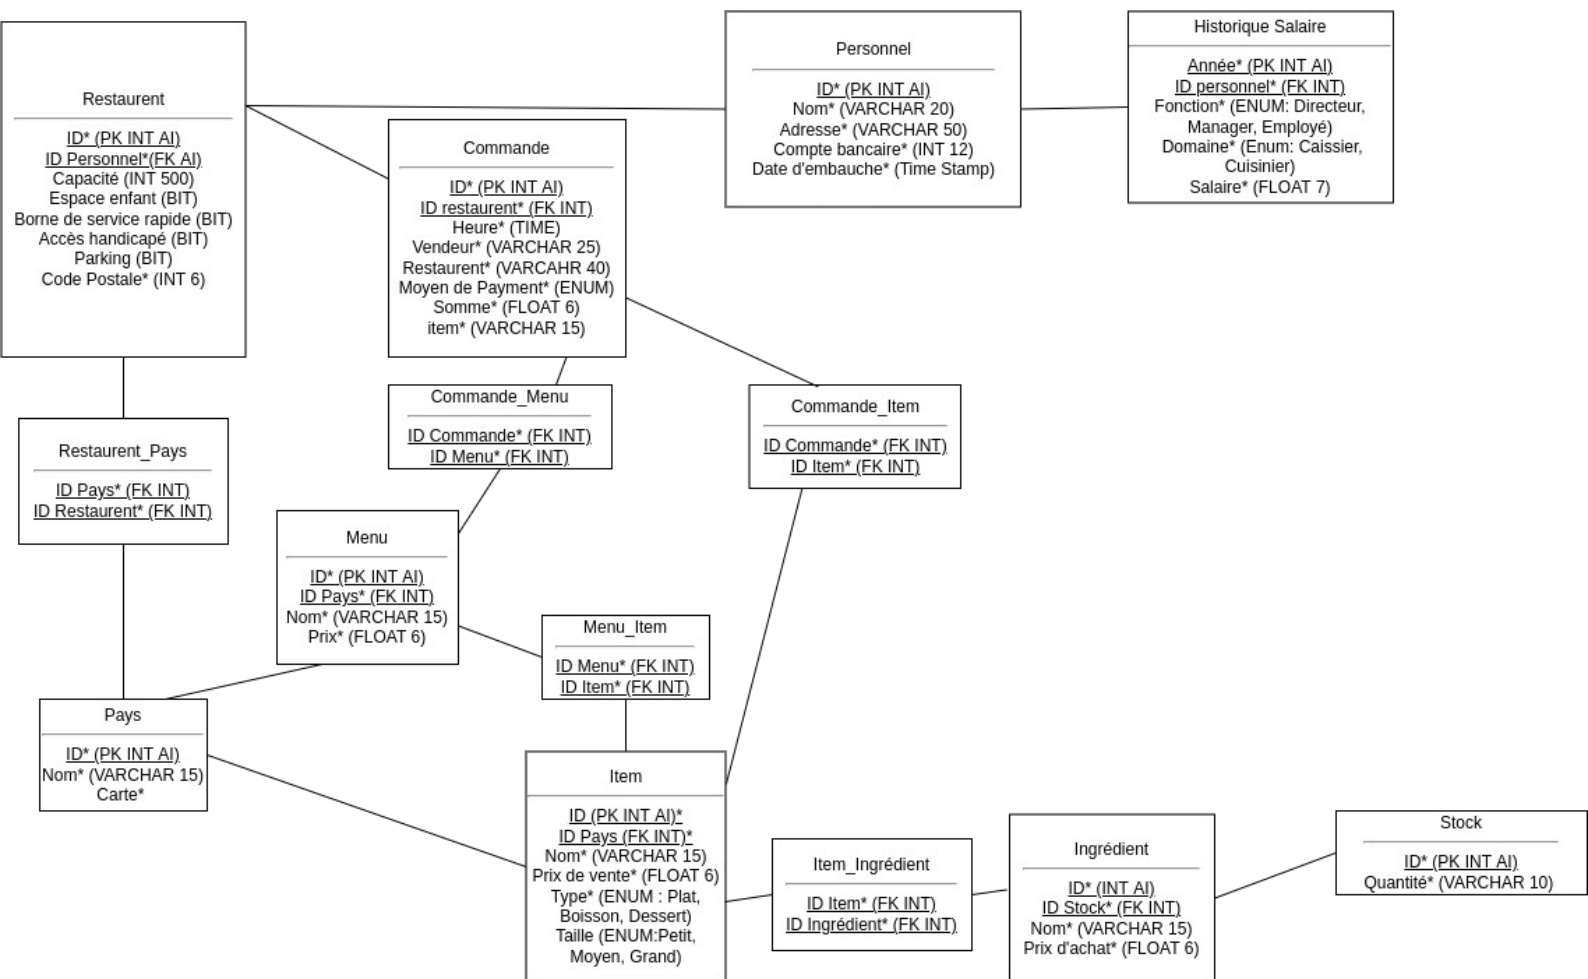 Restaurent
ID* (PK INT AI)
ID Personnel*(FK AI)
Capacité (INT 500)
Espace enfant (BIT)
Borne de service rapide (BIT)
Accès handicapé (BIT)
Parking (BIT)
Code Postale* (INT 6)
Commande
ID* (PK INT AI)
ID restaurent* (FK INT)
Heure* (TIME)
Vendeur* (VARCHAR 25)
Restaurent* (VARCAHR 40)
Moyen de Payment* (ENUM)
Somme* (FLOAT 6)
item* (VARCHAR 15)
Personnel
ID* (PK INT AI)
Nom* (VARCHAR 20)
Adresse* (VARCHAR 50)
Compte bancaire* (INT 12)
Date d'embauche* (Time Stamp)
Historique Salaire
Année* (PK INT AI)
ID personnel* (FK INT)
Fonction* (ENUM: Directeur,
Manager, Employé)
Domaine* (Enum: Caissier,
Cuisinier)
Salaire* (FLOAT 7)
Restaurent_Pays
ID Pays* (FK INT)
ID Restaurent* (FK INT)
Commande_Menu
ID Commande* (FK INT)
ID Menu* (FK INT)
Commande_Item
ID Commande* (FK INT)
ID Item* (FK INT)
Menu
ID* (PK INT AI)
ID Pays* (FK INT)
Nom* (VARCHAR 15)
Prix* (FLOAT 6)
Menu_Item
ID Menu* (FK INT)
ID Item* (FK INT)
Pays
ID* (PK INT AI)
Nom* (VARCHAR 15)
Carte*
Item
ID (PK INT AI)*
ID Pays (FK INT)*
Nom* (VARCHAR 15)
Prix de vente* (FLOAT 6)
Type* (ENUM : Plat,
Boisson, Dessert)
Taille (ENUM:Petit,
Moyen, Grand)
Item_Ingrédient
ID Item* (FK INT)
ID Ingrédient* (FK INT)
Ingrédient
ID* (INT AI)
ID Stock* (FK INT)
Nom* (VARCHAR 15)
Prix d'achat* (FLOAT 6)
Stock
ID* (PK INT AI)
Quantité* (VARCHAR 10)